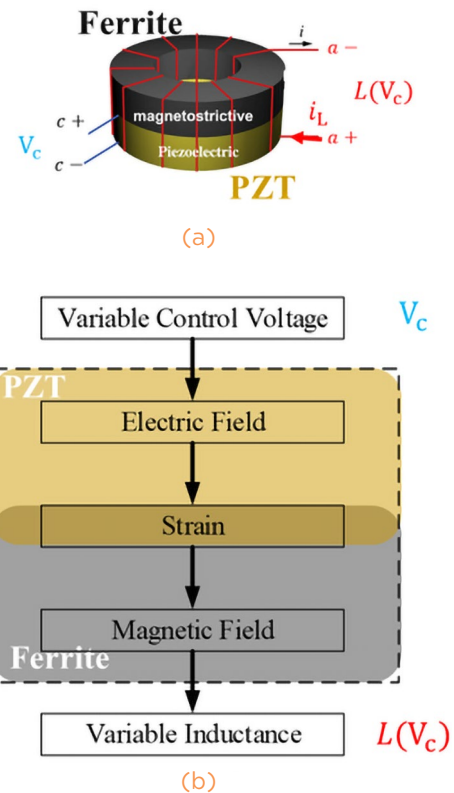 Ferrite
i
a −
L(Vc)
magnetostrictive
c +
iL
Vc
a +
Piezoelectric
c −
PZT
(a)
Variable Control Voltage
Vc
PZT
Electric Field
Strain
Magnetic Field
Ferrite
Variable Inductance
L(Vc)
(b)